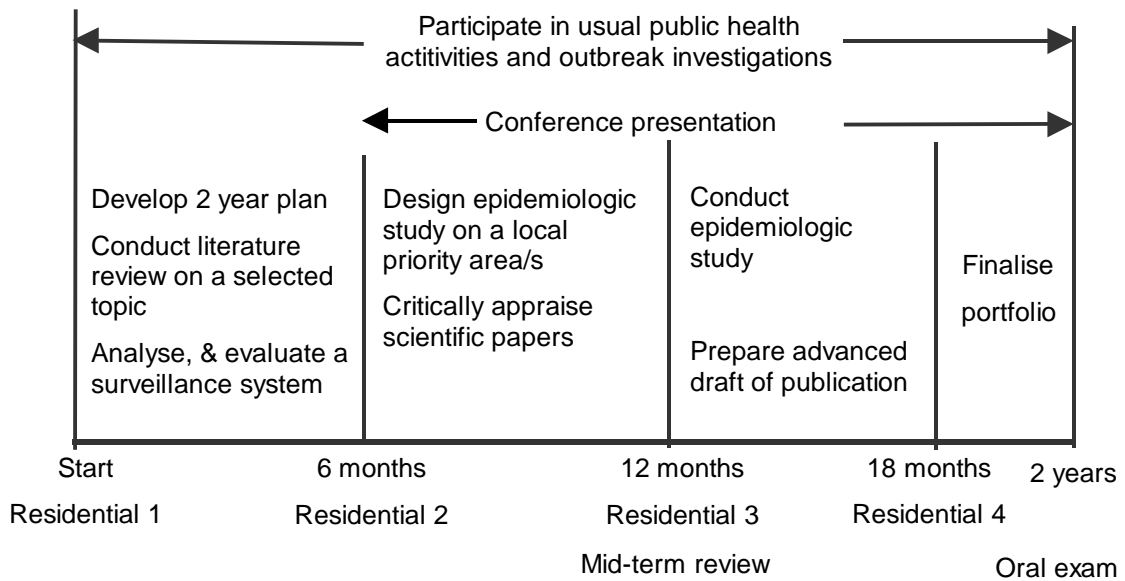 Participate in usual public health
actitivities and outbreak investigations
Conference presentation
Develop 2 year plan
Conduct literature
review on a selected
topic
Analyse, & evaluate a
surveillance system
Design epidemiologic
study on a local
priority area/s
Critically appraise
scientific papers
Conduct
epidemiologic
study
Prepare advanced
draft of publication
Finalise
portfolio
Start
6 months
12 months
18 months
2 years
Residential 1
Residential 2
Residential 3
Residential 4
Mid-term review
Oral exam